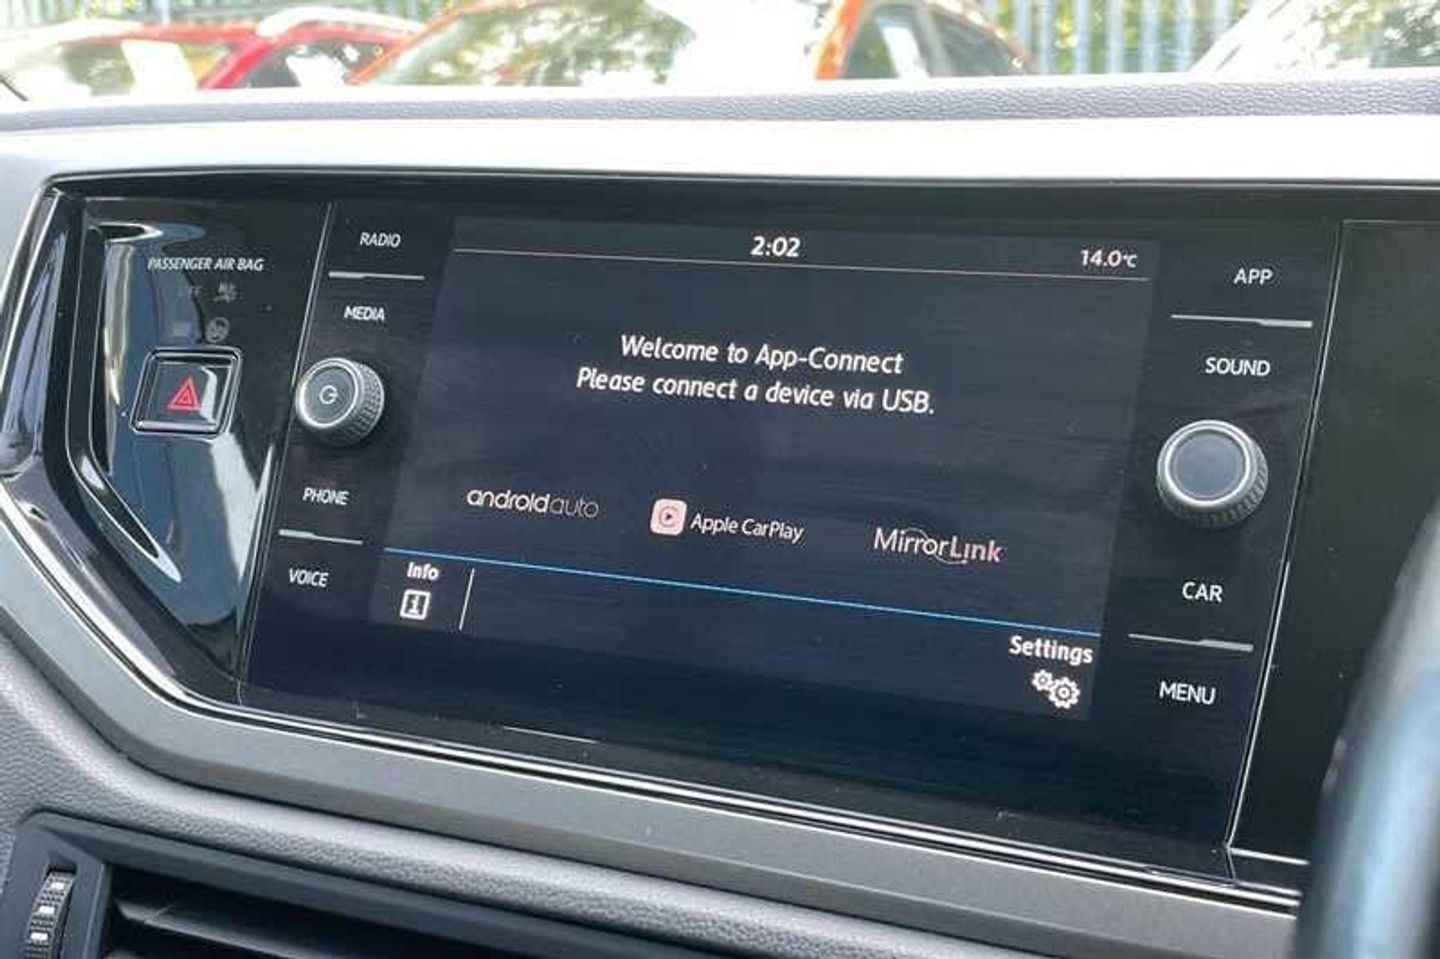 PASSENGER AIR BAG
RADIO
MEDIA
PHONE
VOICE
2:02
14.0°C
Welcome to App-Connect
Please connect a device via USB.
androidauto
Apple CarPlay
MirrorLink
Info
Settings
APP
SOUND
CAR
MENU